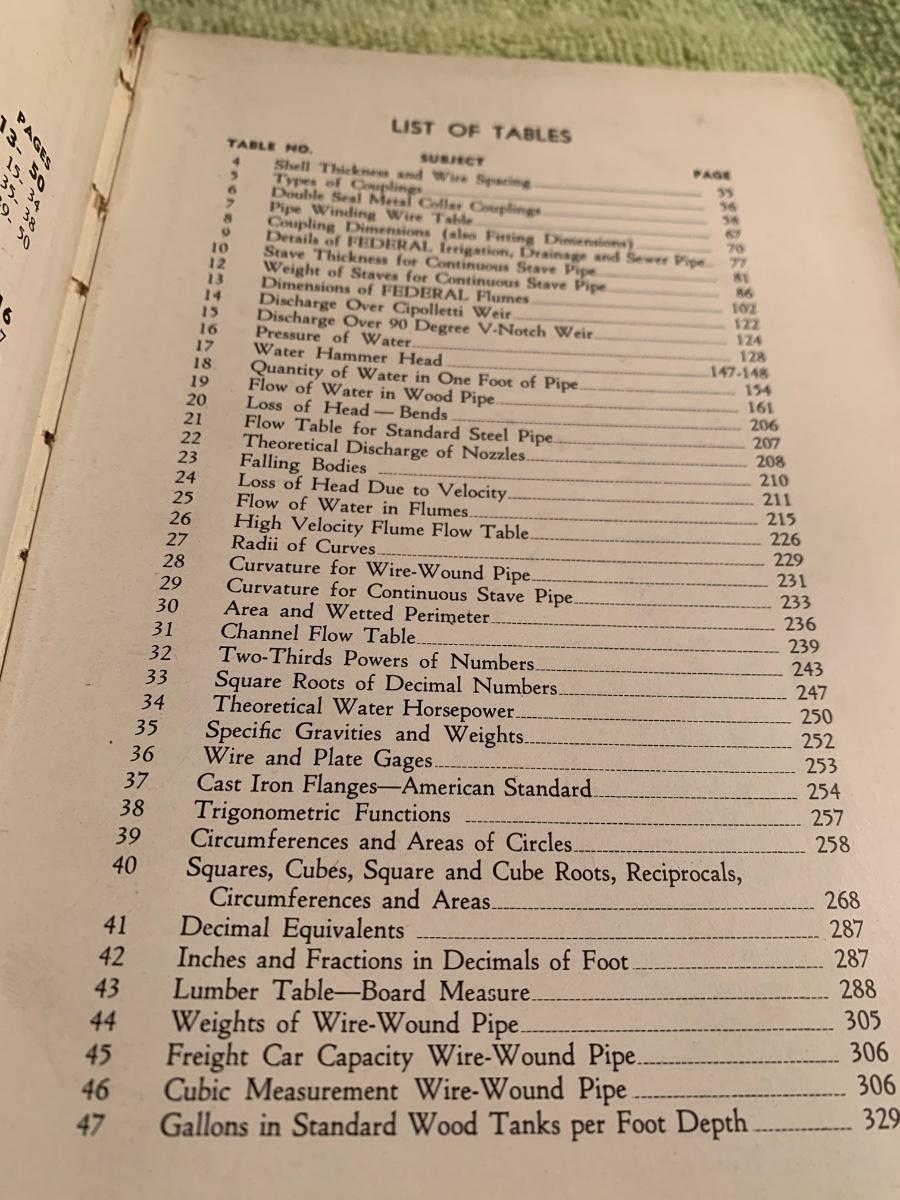 PAGES
50
34
38
50
LIST OF TABLES
TABLE NO. SUBJECT PAGE
4 Shell Thickness and Wire Spacing 55
5 Types of Couplings 56
6 Double Seal Metal Collar Couplings 58
7 Pipe Winding Wire Table 67
8 Coupling Dimensions (also Fitting Dimensions) 70
9 Details of FEDERAL Irrigation, Drainage and Sewer Pipe 77
10 Stave Thickness for Continuous Stave Pipe 81
12 Weight of Staves for Continuous Stave Pipe 86
13 Dimensions of FEDERAL Flumes 102
14 Discharge Over Cipolletti Weir 122
15 Discharge Over 90 Degree V-Notch Weir 124
16 Pressure of Water 128
17 Water Hammer Head 147-148
18 Quantity of Water in One Foot of Pipe 154
19 Flow of Water in Wood Pipe 161
20 Loss of Head — Bends 206
21 Flow Table for Standard Steel Pipe 207
22 Theoretical Discharge of Nozzles 208
23 Falling Bodies 210
24 Loss of Head Due to Velocity 211
25 Flow of Water in Flumes 215
26 High Velocity Flume Flow Table 226
27 Radii of Curves 229
28 Curvature for Wire-Wound Pipe 231
29 Curvature for Continuous Stave Pipe 233
30 Area and Wetted Perimeter 236
31 Channel Flow Table 239
32 Two-Thirds Powers of Numbers 243
33 Square Roots of Decimal Numbers 247
34 Theoretical Water Horsepower 250
35 Specific Gravities and Weights 252
36 Wire and Plate Gages 253
37 Cast Iron Flanges—American Standard 254
38 Trigonometric Functions 257
39 Circumferences and Areas of Circles 258
40 Squares, Cubes, Square and Cube Roots, Reciprocals,
Circumferences and Areas 268
41 Decimal Equivalents 287
42 Inches and Fractions in Decimals of Foot 287
43 Lumber Table—Board Measure 288
44 Weights of Wire-Wound Pipe 305
45 Freight Car Capacity Wire-Wound Pipe 306
46 Cubic Measurement Wire-Wound Pipe 306
47 Gallons in Standard Wood Tanks per Foot Depth 329